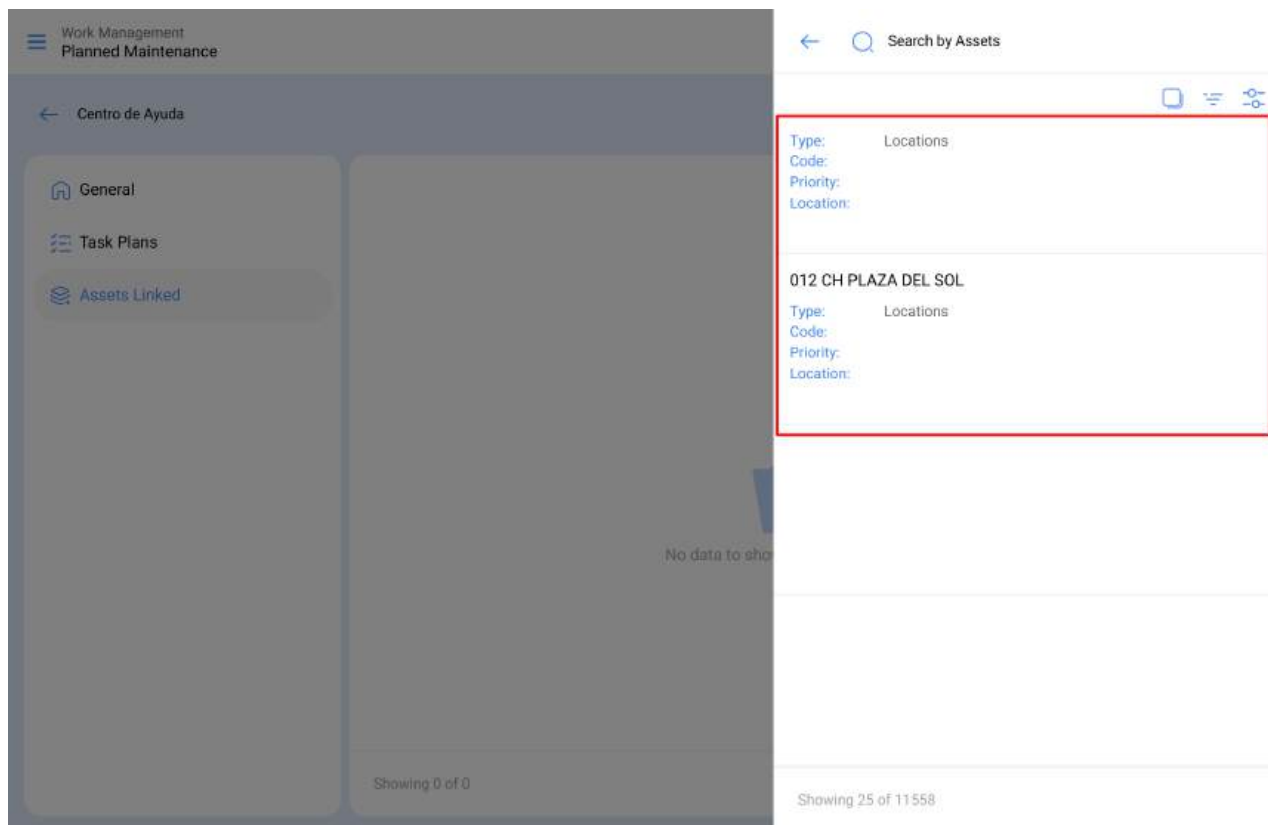 Work Management
Planned Maintenance
Centro de Ayuda
General
Task Plans
Assets Linked
No data to
Showing 0 of 0
Search by Assets
Type: Locations
Code:
Priority:
Location:
012 CH PLAZA DEL SOL
Type: Locations
Code:
Priority:
Location:
Showing 25 of 11558